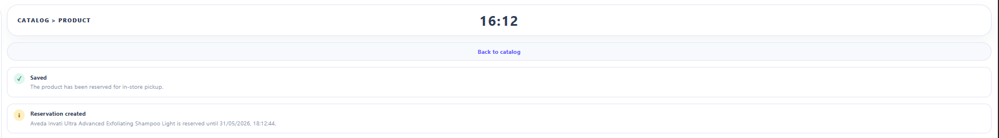 CATALOG > PRODUCT
16:12
Back to catalog
✓
Saved
The product has been reserved for in-store pickup.
i
Reservation created
Aveda Invati Ultra Advanced Exfoliating Shampoo Light is reserved until 31/05/2026, 18:12:44.